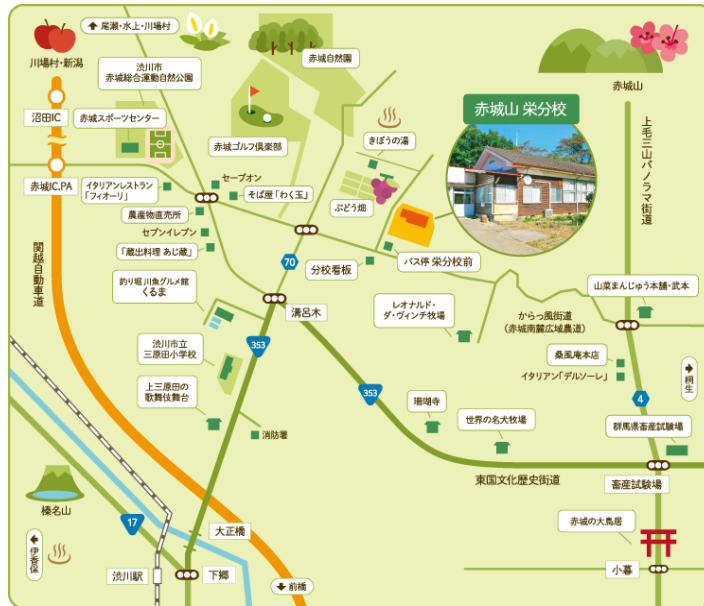 尾瀬・水上・川場村
川場村・新潟
渋川市
赤城総合運動自然公園
赤城自然園
赤城山
沼田IC
赤城スポーツセンター
赤城ゴルフ倶楽部
きぼうの湯
赤城山 栄分校
上毛三山パノラマ街道
赤城IC.PA
イタリアンレストラン
「フィオーリ」
セーブオン
そば屋「わく玉」
ぶどう畑
農産物直売所
セブンイレブン
「蔵出料理 あじ蔵」
関越自動車道
70
分校看板
バス停 栄分校前
釣り堀 川魚グルメ館
くるま
溝呂木
レオナルド・
ダ・ヴィンチ牧場
からっ風街道
(赤城南麓広域農道)
山菜まんじゅう本舗・武本
渋川市立
三原田小学校
353
桑風庵本店
イタリアン「デルソーレ」
桐生
上三原田の
歌舞伎舞台
353
珊瑚寺
世界の名犬牧場
4
群馬県畜産試験場
消防署
東国文化歴史街道
畜産試験場
榛名山
17
大正橋
赤城の大鳥居
伊香保
渋川駅
下郷
前橋
小暮